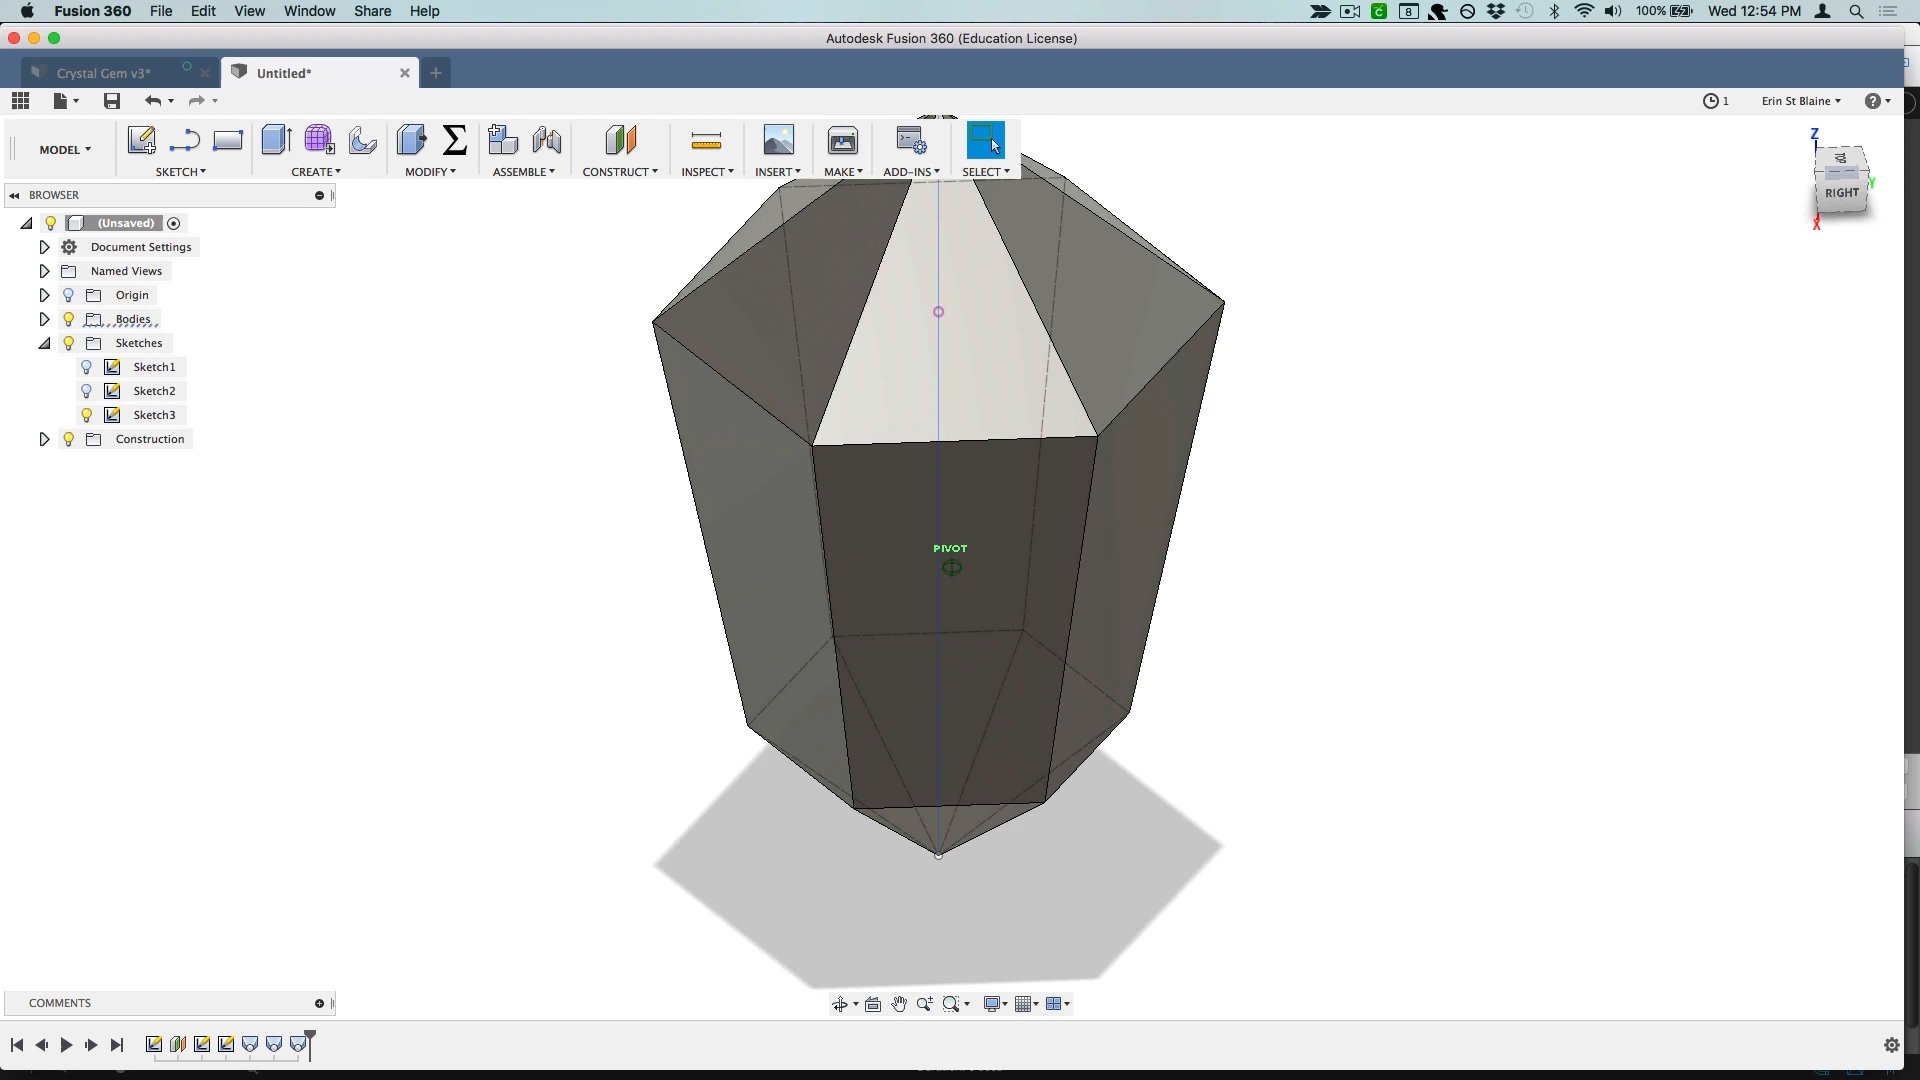 Fusion 360 File Edit View Window Share Help 8 100% Wed 12:54 PM
Autodesk Fusion 360 (Education License)
Crystal Gem v3* Untitled*
1 Erin St Blaine
MODEL SKETCH CREATE MODIFY ASSEMBLE CONSTRUCT INSPECT INSERT MAKE ADD-INS SELECT
Z
TOP
Y
RIGHT
X
BROWSER
(Unsaved)
Document Settings
Named Views
Origin
Bodies
Sketches
Sketch1
Sketch2
Sketch3
Construction
PIVOT
COMMENTS